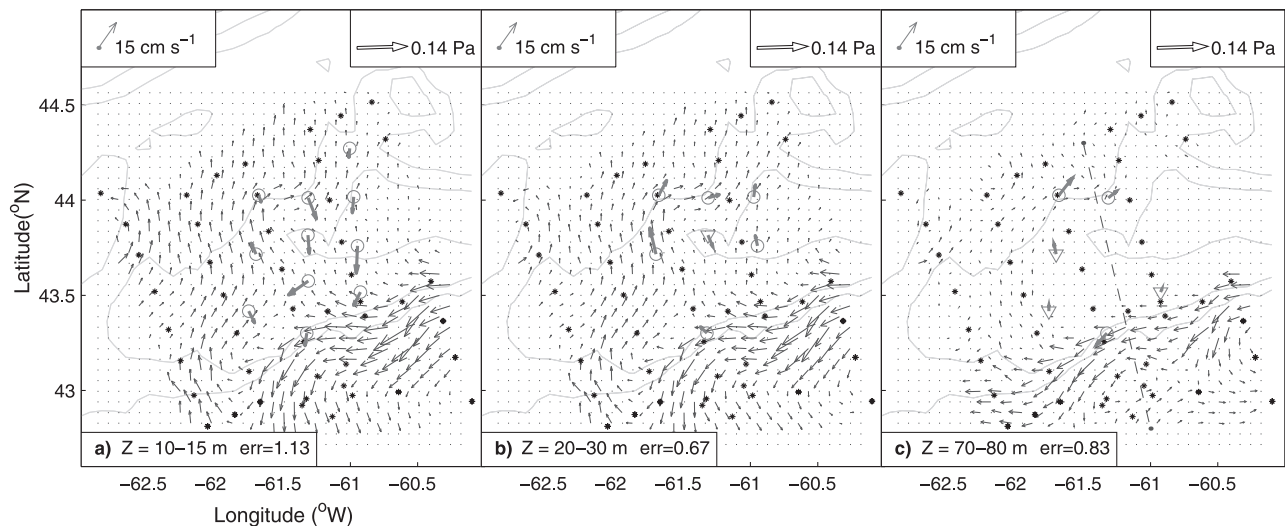 15 cm s⁻¹
0.14 Pa
15 cm s⁻¹
0.14 Pa
15 cm s⁻¹
0.14 Pa
44.5
44
43.5
43
Latitude(°N)
a) Z = 10−15 m err=1.13
b) Z = 20−30 m err=0.67
c) Z = 70−80 m err=0.83
−62.5 −62 −61.5 −61 −60.5
−62.5 −62 −61.5 −61 −60.5
−62.5 −62 −61.5 −61 −60.5
Longitude (°W)